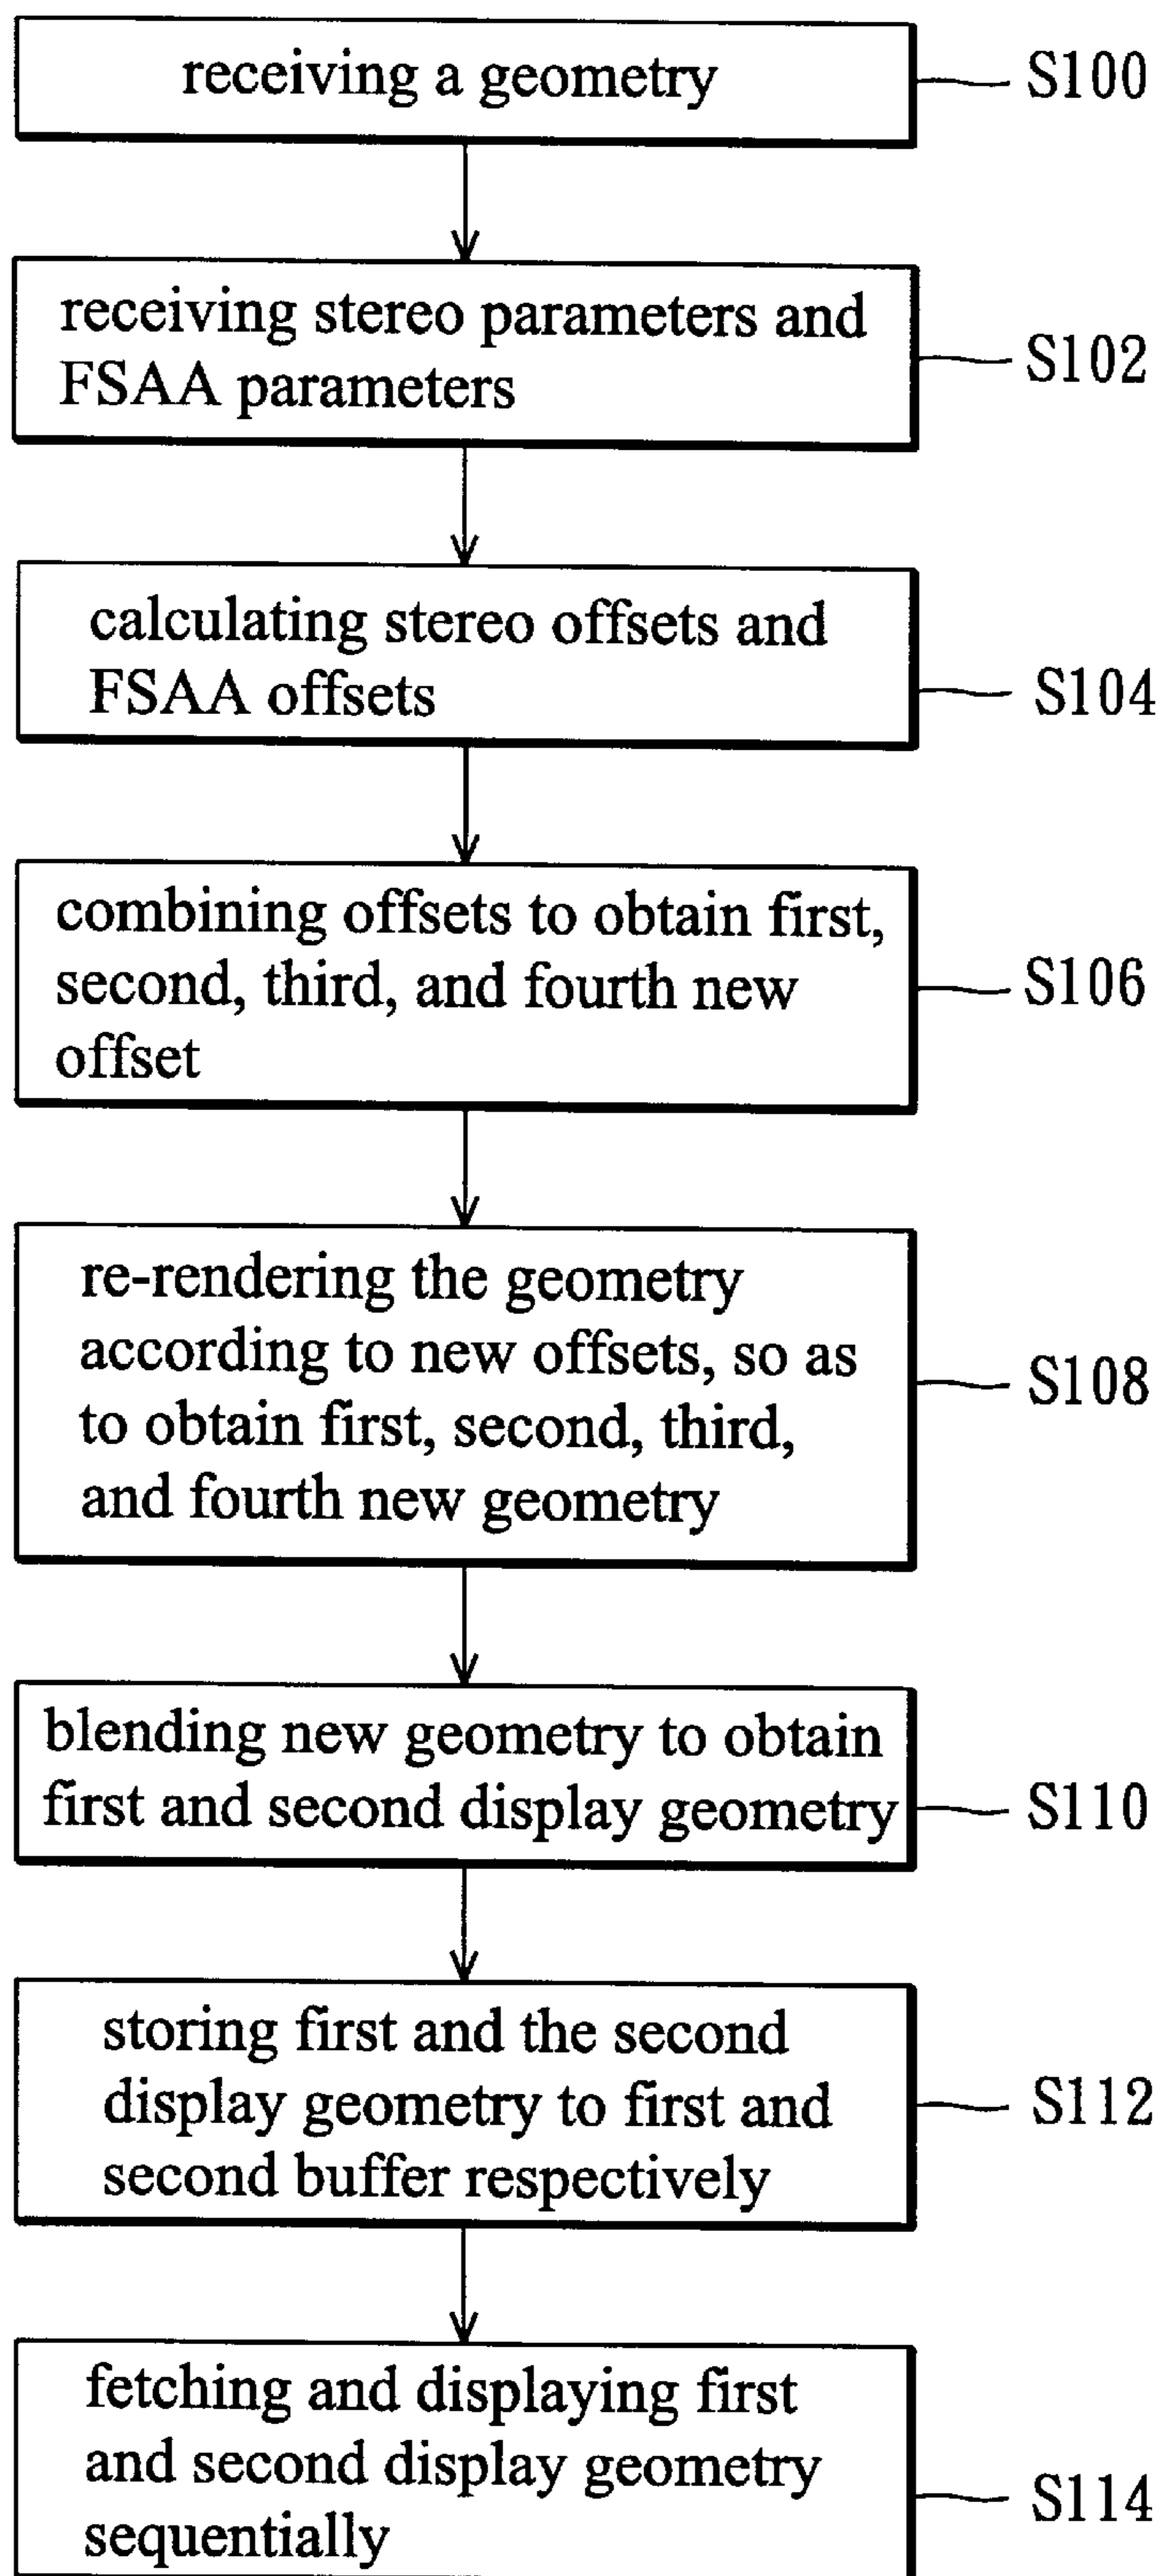 receiving a geometry
S100
receiving stereo parameters and
FSAA parameters
S102
calculating stereo offsets and
FSAA offsets
S104
combining offsets to obtain first,
second, third, and fourth new
offset
S106
re-rendering the geometry
according to new offsets, so as
to obtain first, second, third,
and fourth new geometry
S108
blending new geometry to obtain
first and second display geometry
S110
storing first and the second
display geometry to first and
second buffer respectively
S112
fetching and displaying first
and second display geometry
sequentially
S114